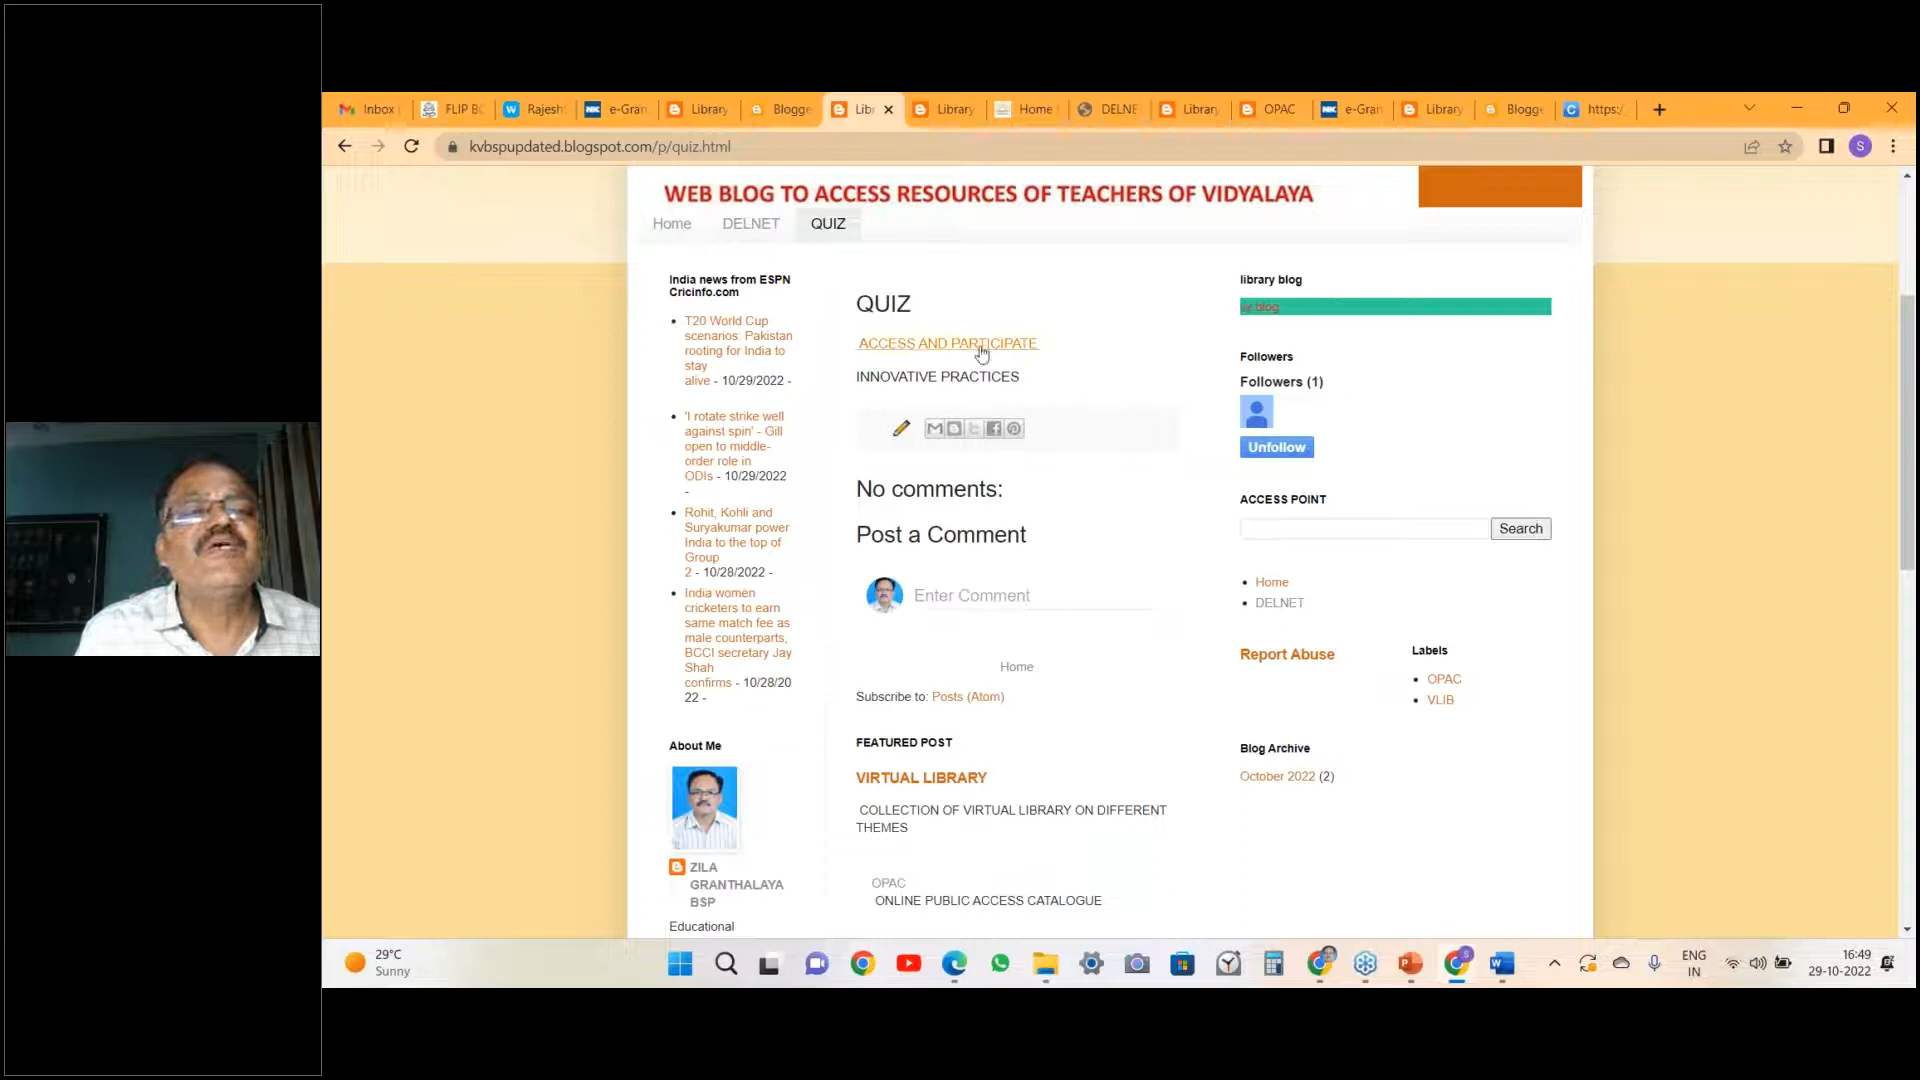 Inbox
FLIP BO
Rajesh
e-Gran
Library
Blogge
Lib
Library
Home
DELNE
Library
OPAC
e-Gran
Library
Blogge
https:/
kvbspupdated.blogspot.com/p/quiz.html
S
WEB BLOG TO ACCESS RESOURCES OF TEACHERS OF VIDYALAYA
Home
DELNET
QUIZ
India news from ESPN
Cricinfo.com
T20 World Cup
scenarios: Pakistan
rooting for India to
stay
alive - 10/29/2022 -
'I rotate strike well
against spin' - Gill
open to middle-
order role in
ODIs - 10/29/2022
-
Rohit, Kohli and
Suryakumar power
India to the top of
Group
2 - 10/28/2022 -
India women
cricketers to earn
same match fee as
male counterparts,
BCCI secretary Jay
Shah
confirms - 10/28/20
22 -
About Me
ZILA
GRANTHALAYA
BSP
Educational
QUIZ
ACCESS AND PARTICIPATE
INNOVATIVE PRACTICES
No comments:
Post a Comment
Enter Comment
Home
Subscribe to: Posts (Atom)
FEATURED POST
VIRTUAL LIBRARY
COLLECTION OF VIRTUAL LIBRARY ON DIFFERENT
THEMES
OPAC
ONLINE PUBLIC ACCESS CATALOGUE
library blog
blog
Followers
Followers (1)
Unfollow
ACCESS POINT
Search
Home
DELNET
Report Abuse
Labels
OPAC
VLIB
Blog Archive
October 2022 (2)
29°C
Sunny
ENG
IN
16:49
29-10-2022